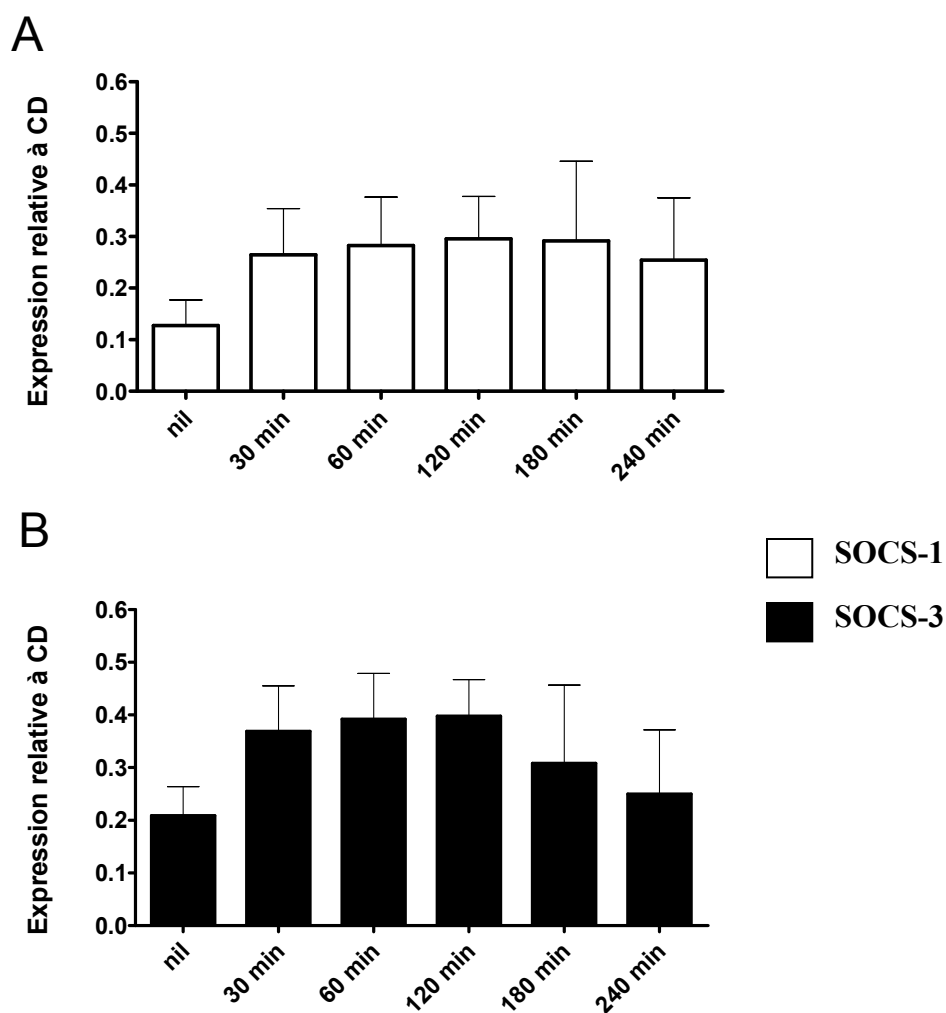 A
Expression relative à CD
0.6
0.5
0.4
0.3
0.2
0.1
0.0
nil
30 min
60 min
120 min
180 min
240 min
B
SOCS-1
SOCS-3
Expression relative à CD
0.6
0.5
0.4
0.3
0.2
0.1
0.0
nil
30 min
60 min
120 min
180 min
240 min